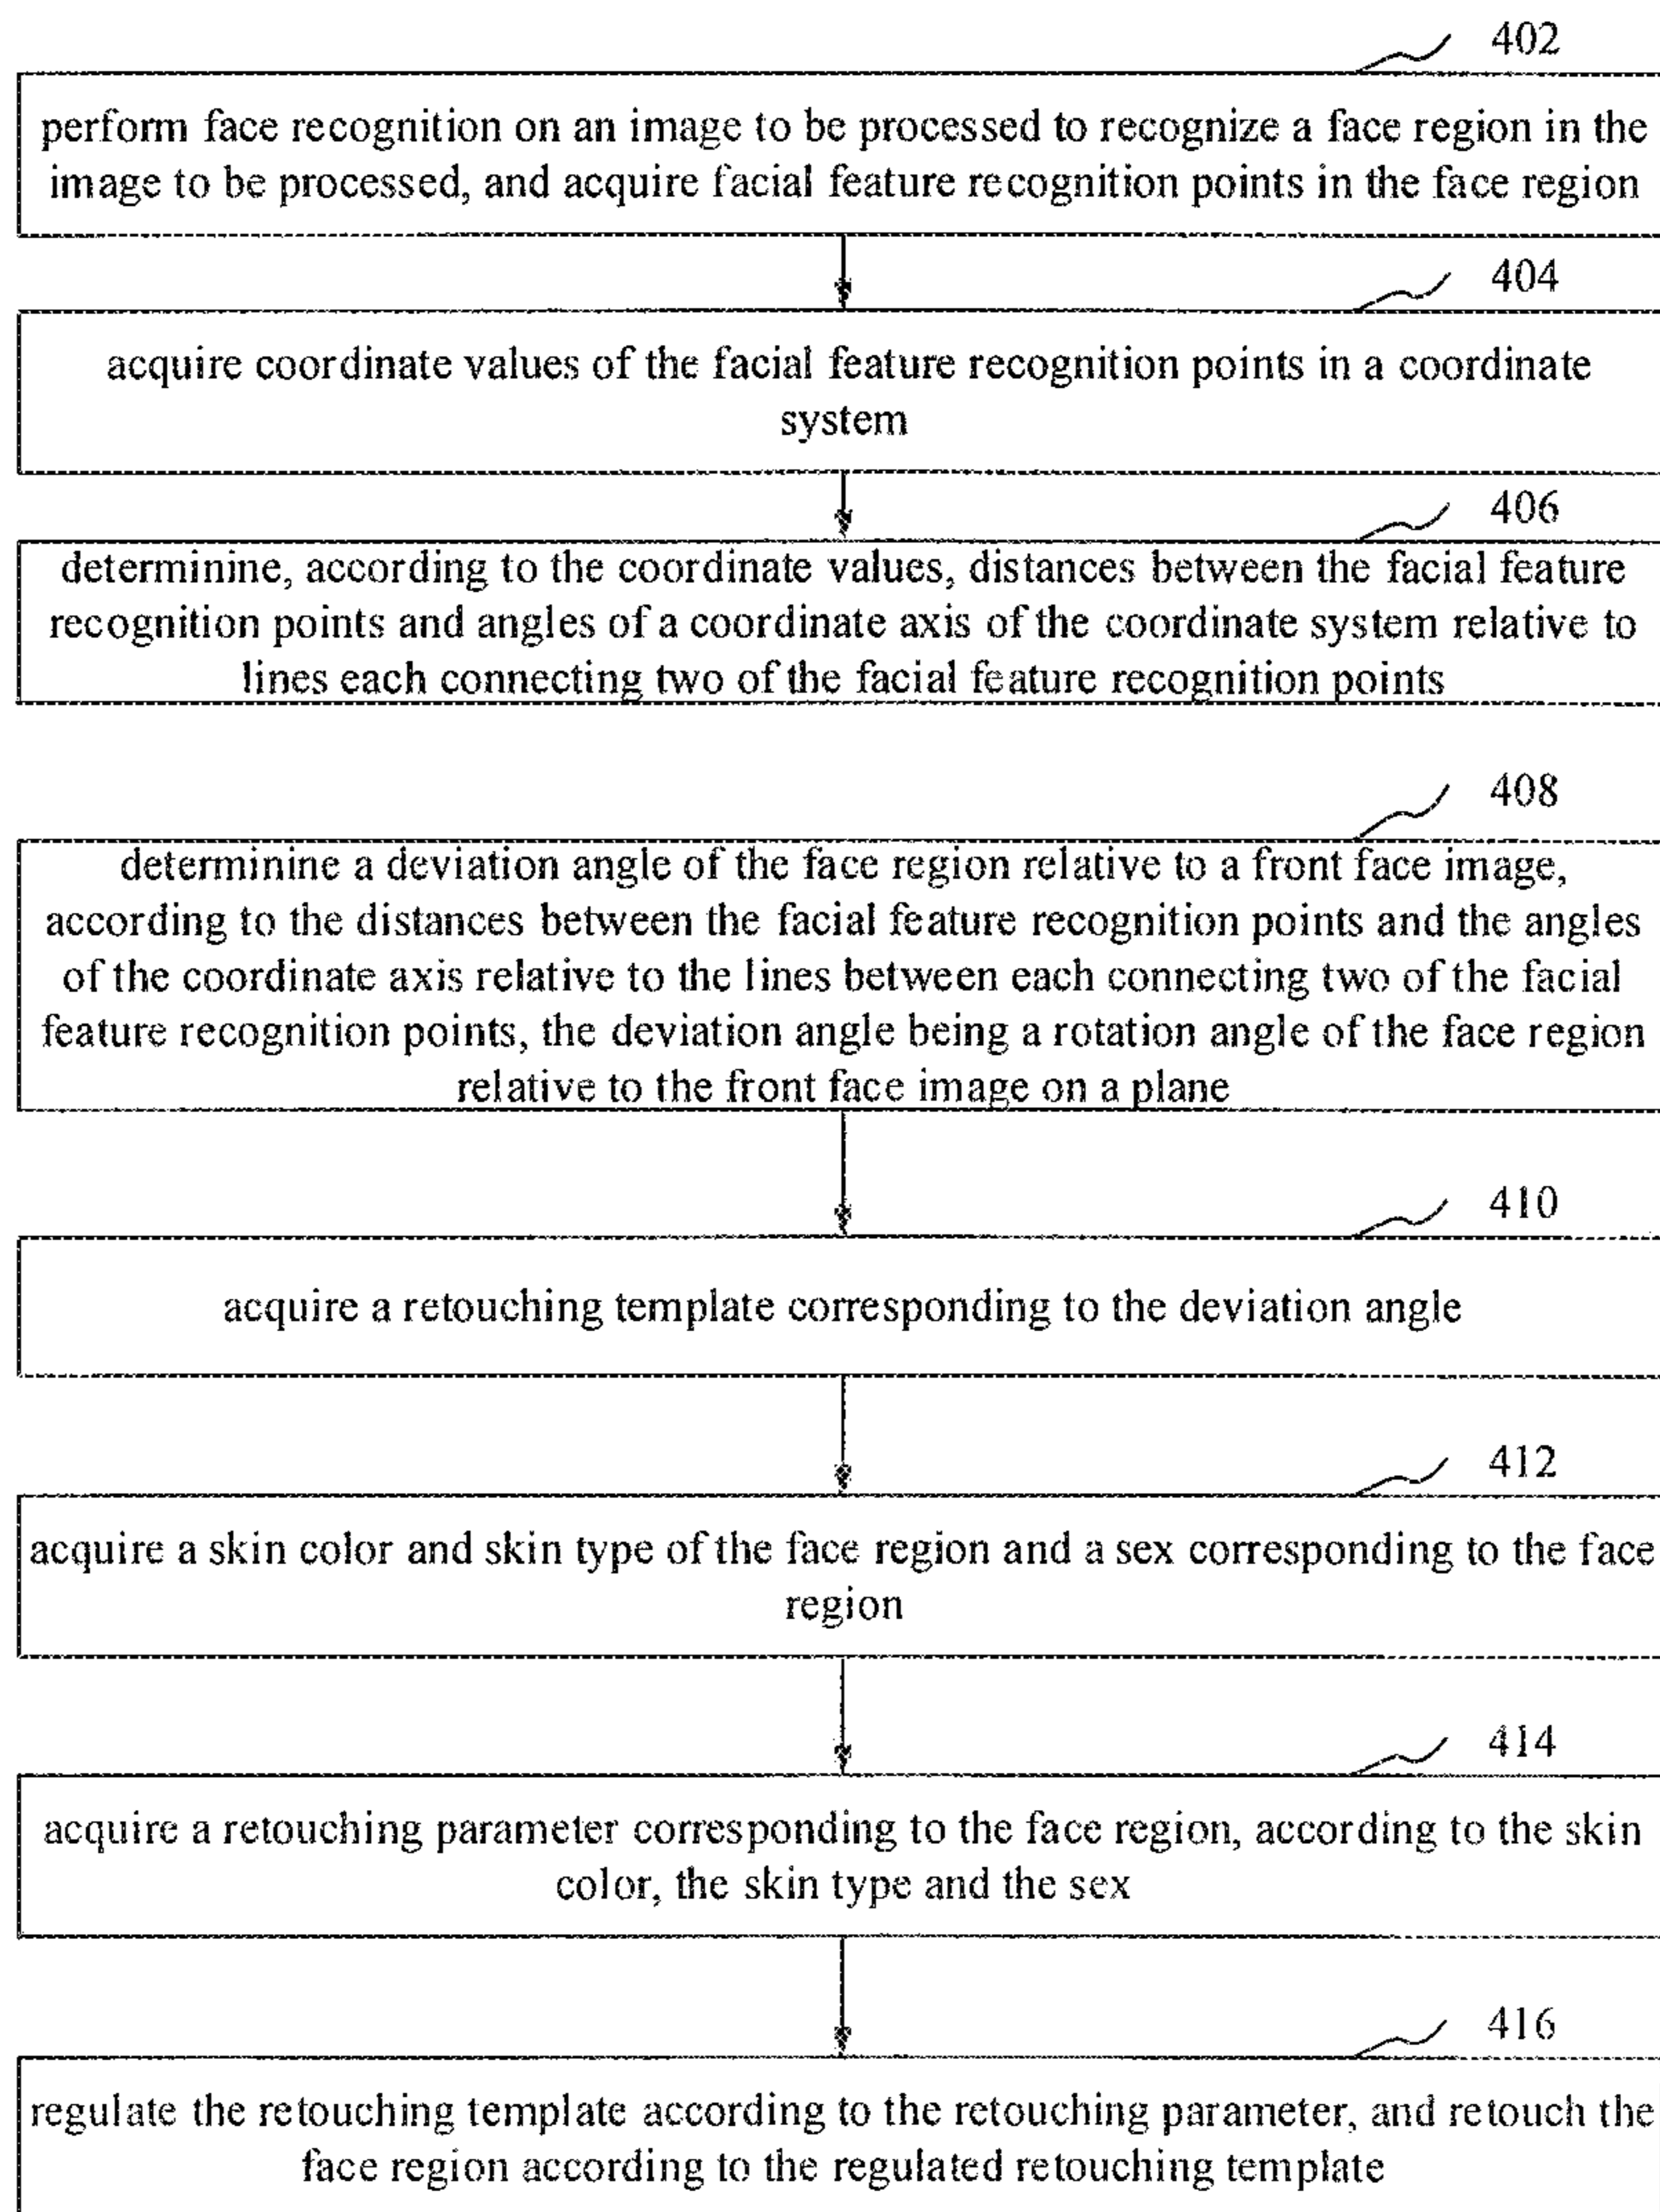 402
perform face recognition on an image to be processed to recognize a face region in the
image to be processed, and acquire facial feature recognition points in the face region
404
acquire coordinate values of the facial feature recognition points in a coordinate
system
406
determinine, according to the coordinate values, distances between the facial feature
recognition points and angles of a coordinate axis of the coordinate system relative to
lines each connecting two of the facial feature recognition points
408
determinine a deviation angle of the face region relative to a front face image,
according to the distances between the facial feature recognition points and the angles
of the coordinate axis relative to the lines between each connecting two of the facial
feature recognition points, the deviation angle being a rotation angle of the face region
relative to the front face image on a plane
410
acquire a retouching template corresponding to the deviation angle
412
acquire a skin color and skin type of the face region and a sex corresponding to the face
region
414
acquire a retouching parameter corresponding to the face region, according to the skin
color, the skin type and the sex
416
regulate the retouching template according to the retouching parameter, and retouch the
face region according to the regulated retouching template